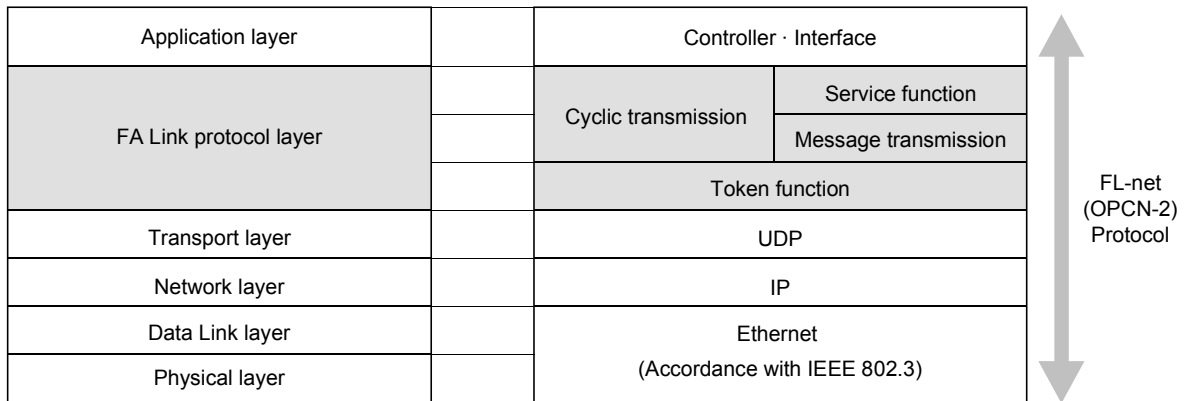 Application layer
Controller · Interface
FA Link protocol layer
Cyclic transmission
Service function
Message transmission
Token function
Transport layer
UDP
Network layer
IP
Data Link layer
Physical layer
Ethernet
(Accordance with IEEE 802.3)
FL-net
(OPCN-2)
Protocol